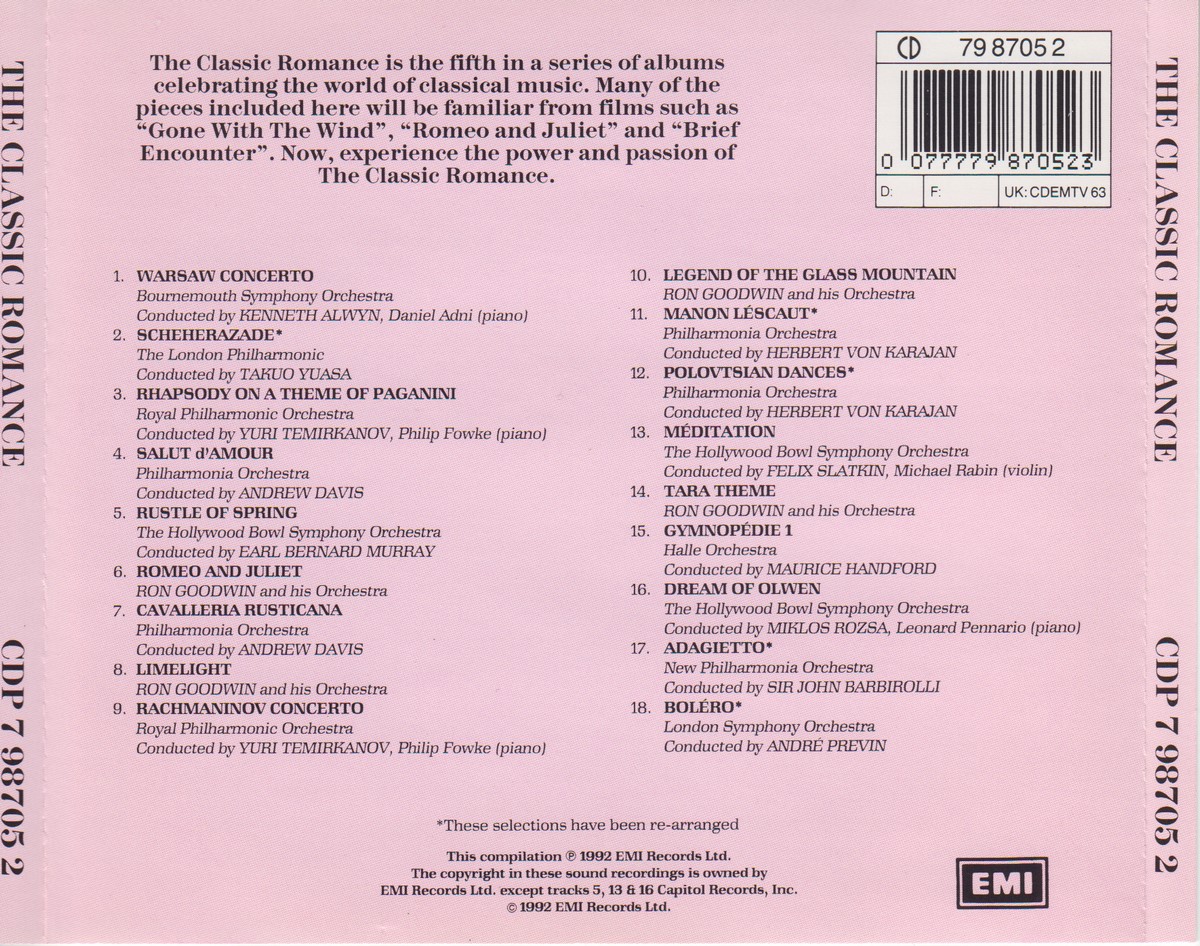 The Classic Romance is the fifth in a series of albums
celebrating the world of classical music. Many of the
pieces included here will be familiar from films such as
“Gone With The Wind”, “Romeo and Juliet” and “Brief
Encounter”. Now, experience the power and passion of
The Classic Romance.
CD 79 8705 2
0 077779 870523
D: F: UK: CDEMTV 63
1. WARSAW CONCERTO
Bournemouth Symphony Orchestra
Conducted by KENNETH ALWYN, Daniel Adni (piano)
2. SCHEHERAZADE*
The London Philharmonic
Conducted by TAKUO YUASA
3. RHAPSODY ON A THEME OF PAGANINI
Royal Philharmonic Orchestra
Conducted by YURI TEMIRKANOV, Philip Fowke (piano)
4. SALUT d'AMOUR
Philharmonia Orchestra
Conducted by ANDREW DAVIS
5. RUSTLE OF SPRING
The Hollywood Bowl Symphony Orchestra
Conducted by EARL BERNARD MURRAY
6. ROMEO AND JULIET
RON GOODWIN and his Orchestra
7. CAVALLERIA RUSTICANA
Philharmonia Orchestra
Conducted by ANDREW DAVIS
8. LIMELIGHT
RON GOODWIN and his Orchestra
9. RACHMANINOV CONCERTO
Royal Philharmonic Orchestra
Conducted by YURI TEMIRKANOV, Philip Fowke (piano)
10. LEGEND OF THE GLASS MOUNTAIN
RON GOODWIN and his Orchestra
11. MANON LÉSCAUT*
Philharmonia Orchestra
Conducted by HERBERT VON KARAJAN
12. POLOVTSIAN DANCES*
Philharmonia Orchestra
Conducted by HERBERT VON KARAJAN
13. MÉDITATION
The Hollywood Bowl Symphony Orchestra
Conducted by FELIX SLATKIN, Michael Rabin (violin)
14. TARA THEME
RON GOODWIN and his Orchestra
15. GYMNOPÉDIE 1
Halle Orchestra
Conducted by MAURICE HANDFORD
16. DREAM OF OLWEN
The Hollywood Bowl Symphony Orchestra
Conducted by MIKLOS ROZSA, Leonard Pennario (piano)
17. ADAGIETTO*
New Philharmonia Orchestra
Conducted by SIR JOHN BARBIROLLI
18. BOLÉRO*
London Symphony Orchestra
Conducted by ANDRÉ PREVIN
*These selections have been re-arranged
This compilation ℗ 1992 EMI Records Ltd.
The copyright in these sound recordings is owned by
EMI Records Ltd. except tracks 5, 13 & 16 Capitol Records, Inc.
© 1992 EMI Records Ltd.
EMI
THE CLASSIC ROMANCE CDP 7 98705 2
THE CLASSIC ROMANCE CDP 7 98705 2